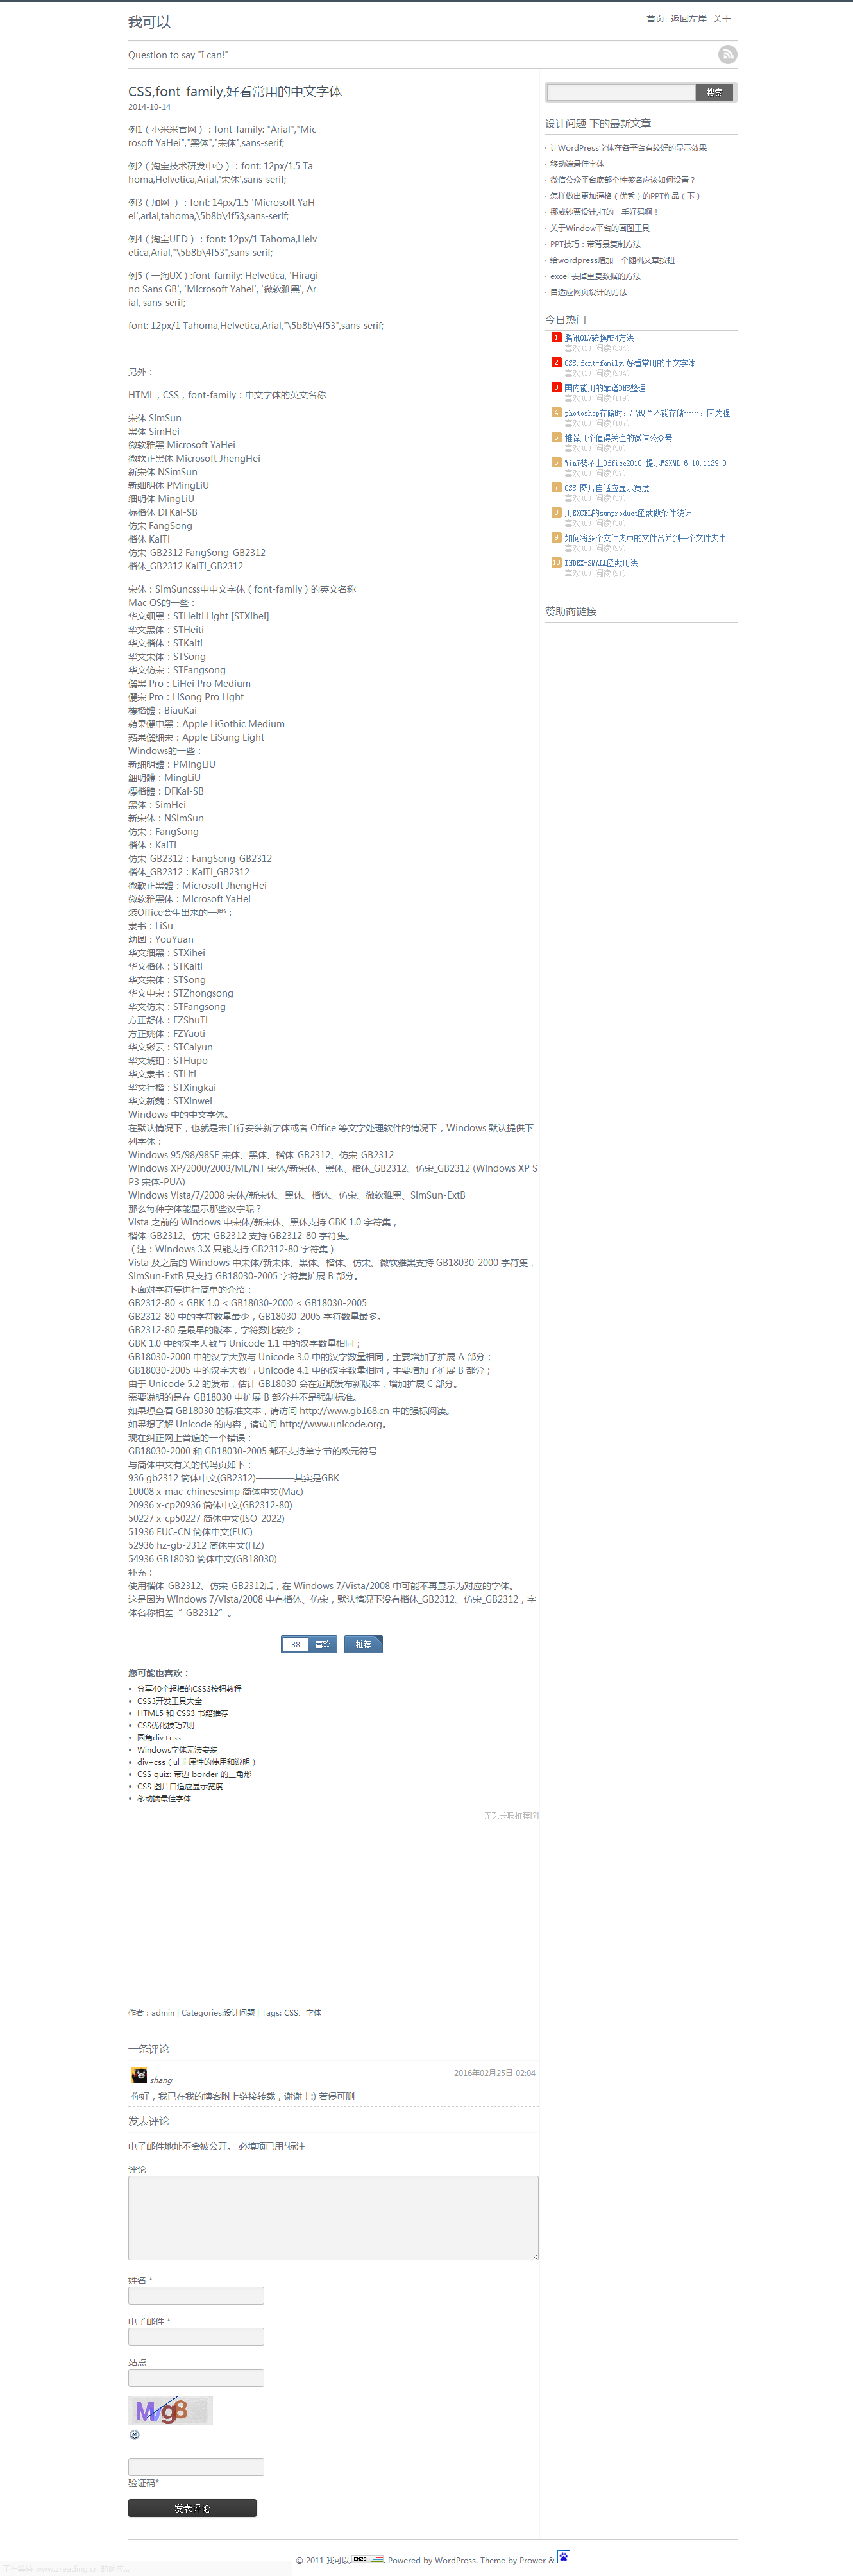 我可以
首页 返回左岸 关于
Question to say "I can!"
CSS,font-family,好看常用的中文字体
2014-10-14
例1（小米米官网）：font-family: "Arial","Mic
rosoft YaHei","黑体","宋体",sans-serif;
例2（淘宝技术研发中心）：font: 12px/1.5 Ta
homa,Helvetica,Arial,'宋体',sans-serif;
例3（加网 ）：font: 14px/1.5 'Microsoft YaH
ei',arial,tahoma,\5b8b\4f53,sans-serif;
例4（淘宝UED）：font: 12px/1 Tahoma,Helv
etica,Arial,"\5b8b\4f53",sans-serif;
例5（一淘UX）:font-family: Helvetica, 'Hiragi
no Sans GB', 'Microsoft Yahei', '微软雅黑', Ar
ial, sans-serif;
font: 12px/1 Tahoma,Helvetica,Arial,"\5b8b\4f53",sans-serif;
另外：
HTML，CSS，font-family：中文字体的英文名称
宋体 SimSun
黑体 SimHei
微软雅黑 Microsoft YaHei
微软正黑体 Microsoft JhengHei
新宋体 NSimSun
新细明体 PMingLiU
细明体 MingLiU
标楷体 DFKai-SB
仿宋 FangSong
楷体 KaiTi
仿宋_GB2312 FangSong_GB2312
楷体_GB2312 KaiTi_GB2312
宋体：SimSuncss中中文字体（font-family）的英文名称
Mac OS的一些：
华文细黑：STHeiti Light [STXihei]
华文黑体：STHeiti
华文楷体：STKaiti
华文宋体：STSong
华文仿宋：STFangsong
儷黑 Pro：LiHei Pro Medium
儷宋 Pro：LiSong Pro Light
標楷體：BiauKai
蘋果儷中黑：Apple LiGothic Medium
蘋果儷細宋：Apple LiSung Light
Windows的一些：
新細明體：PMingLiU
細明體：MingLiU
標楷體：DFKai-SB
黑体：SimHei
新宋体：NSimSun
仿宋：FangSong
楷体：KaiTi
仿宋_GB2312：FangSong_GB2312
楷体_GB2312：KaiTi_GB2312
微軟正黑體：Microsoft JhengHei
微软雅黑体：Microsoft YaHei
装Office会生出来的一些：
隶书：LiSu
幼圆：YouYuan
华文细黑：STXihei
华文楷体：STKaiti
华文宋体：STSong
华文中宋：STZhongsong
华文仿宋：STFangsong
方正舒体：FZShuTi
方正姚体：FZYaoti
华文彩云：STCaiyun
华文琥珀：STHupo
华文隶书：STLiti
华文行楷：STXingkai
华文新魏：STXinwei
Windows 中的中文字体。
在默认情况下，也就是未自行安装新字体或者 Office 等文字处理软件的情况下，Windows 默认提供下
列字体：
Windows 95/98/98SE 宋体、黑体、楷体_GB2312、仿宋_GB2312
Windows XP/2000/2003/ME/NT 宋体/新宋体、黑体、楷体_GB2312、仿宋_GB2312 (Windows XP S
P3 宋体-PUA)
Windows Vista/7/2008 宋体/新宋体、黑体、楷体、仿宋、微软雅黑、SimSun-ExtB
那么每种字体能显示那些汉字呢？
Vista 之前的 Windows 中宋体/新宋体、黑体支持 GBK 1.0 字符集，
楷体_GB2312、仿宋_GB2312 支持 GB2312-80 字符集。
（注：Windows 3.X 只能支持 GB2312-80 字符集）
Vista 及之后的 Windows 中宋体/新宋体、黑体、楷体、仿宋、微软雅黑支持 GB18030-2000 字符集，
SimSun-ExtB 只支持 GB18030-2005 字符集扩展 B 部分。
下面对字符集进行简单的介绍：
GB2312-80 < GBK 1.0 < GB18030-2000 < GB18030-2005
GB2312-80 中的字符数量最少，GB18030-2005 字符数量最多。
GB2312-80 是最早的版本，字符数比较少；
GBK 1.0 中的汉字大致与 Unicode 1.1 中的汉字数量相同；
GB18030-2000 中的汉字大致与 Unicode 3.0 中的汉字数量相同，主要增加了扩展 A 部分；
GB18030-2005 中的汉字大致与 Unicode 4.1 中的汉字数量相同，主要增加了扩展 B 部分；
由于 Unicode 5.2 的发布，估计 GB18030 会在近期发布新版本，增加扩展 C 部分。
需要说明的是在 GB18030 中扩展 B 部分并不是强制标准。
如果想查看 GB18030 的标准文本，请访问 http://www.gb168.cn 中的强标阅读。
如果想了解 Unicode 的内容，请访问 http://www.unicode.org。
现在纠正网上普遍的一个错误：
GB18030-2000 和 GB18030-2005 都不支持单字节的欧元符号
与简体中文有关的代吗页如下：
936 gb2312 简体中文(GB2312)————其实是GBK
10008 x-mac-chinesesimp 简体中文(Mac)
20936 x-cp20936 简体中文(GB2312-80)
50227 x-cp50227 简体中文(ISO-2022)
51936 EUC-CN 简体中文(EUC)
52936 hz-gb-2312 简体中文(HZ)
54936 GB18030 简体中文(GB18030)
补充：
使用楷体_GB2312、仿宋_GB2312后，在 Windows 7/Vista/2008 中可能不再显示为对应的字体。
这是因为 Windows 7/Vista/2008 中有楷体、仿宋，默认情况下没有楷体_GB2312、仿宋_GB2312，字
体名称相差“_GB2312”。
38 喜欢 推荐
您可能也喜欢：
分享40个超棒的CSS3按钮教程
CSS3开发工具大全
HTML5 和 CSS3 书籍推荐
CSS优化技巧7则
圆角div+css
Windows字体无法安装
div+css（ul li 属性的使用和说明）
CSS quiz: 带边 border 的三角形
CSS 图片自适应显示宽度
移动端最佳字体
无觅关联推荐[?]
作者：admin | Categories:设计问题 | Tags: CSS、字体
一条评论
shang
2016年02月25日 02:04
你好，我已在我的博客附上链接转载，谢谢！:) 若侵可删
发表评论
电子邮件地址不会被公开。 必填项已用*标注
评论
姓名 *
电子邮件 *
站点
验证码*
发表评论
搜索
设计问题 下的最新文章
让WordPress字体在各平台有较好的显示效果
移动端最佳字体
微信公众平台底部个性签名应该如何设置？
怎样做出更加逼格（优秀）的PPT作品（下）
挪威钞票设计,打的一手好码啊！
关于Window平台的画图工具
PPT技巧：带背景复制方法
给wordpress增加一个随机文章按钮
excel 去掉重复数据的方法
自适应网页设计的方法
今日热门
1 腾讯QLV转换MP4方法
喜欢(1) 阅读(334)
2 CSS,font-family,好看常用的中文字体
喜欢(1) 阅读(234)
3 国内能用的靠谱DNS整理
喜欢(0) 阅读(119)
4 photoshop存储时，出现“不能存储……，因为程
喜欢(0) 阅读(107)
5 推荐几个值得关注的微信公众号
喜欢(0) 阅读(58)
6 Win7装不上Office2010 提示MSXML 6.10.1129.0
喜欢(0) 阅读(57)
7 CSS 图片自适应显示宽度
喜欢(0) 阅读(33)
8 用EXCEL的sumproduct函数做条件统计
喜欢(0) 阅读(30)
9 如何将多个文件夹中的文件合并到一个文件夹中
喜欢(0) 阅读(25)
10 INDEX+SMALL函数用法
喜欢(0) 阅读(21)
赞助商链接
© 2011 我可以. CNZZ . Powered by WordPress. Theme by Prower &